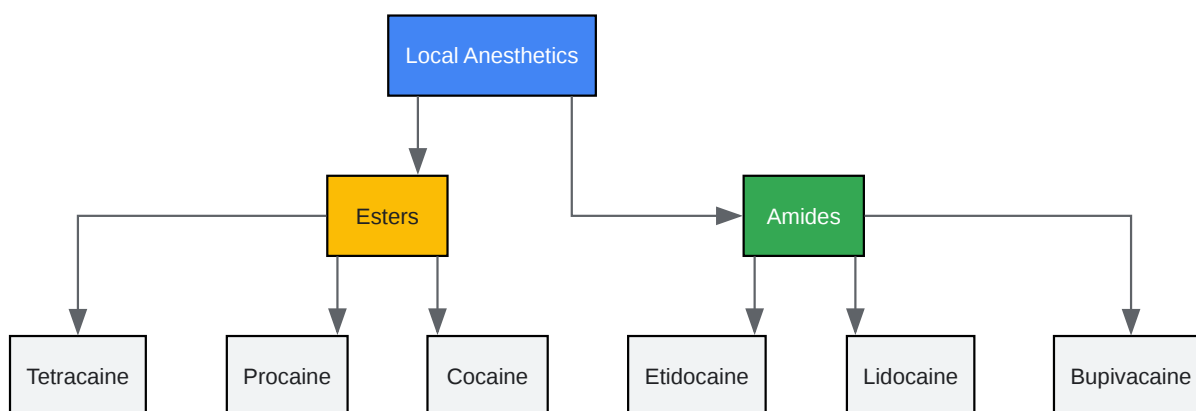 Local Anesthetics
Esters
Amides
Tetracaine
Procaine
Cocaine
Etidocaine
Lidocaine
Bupivacaine